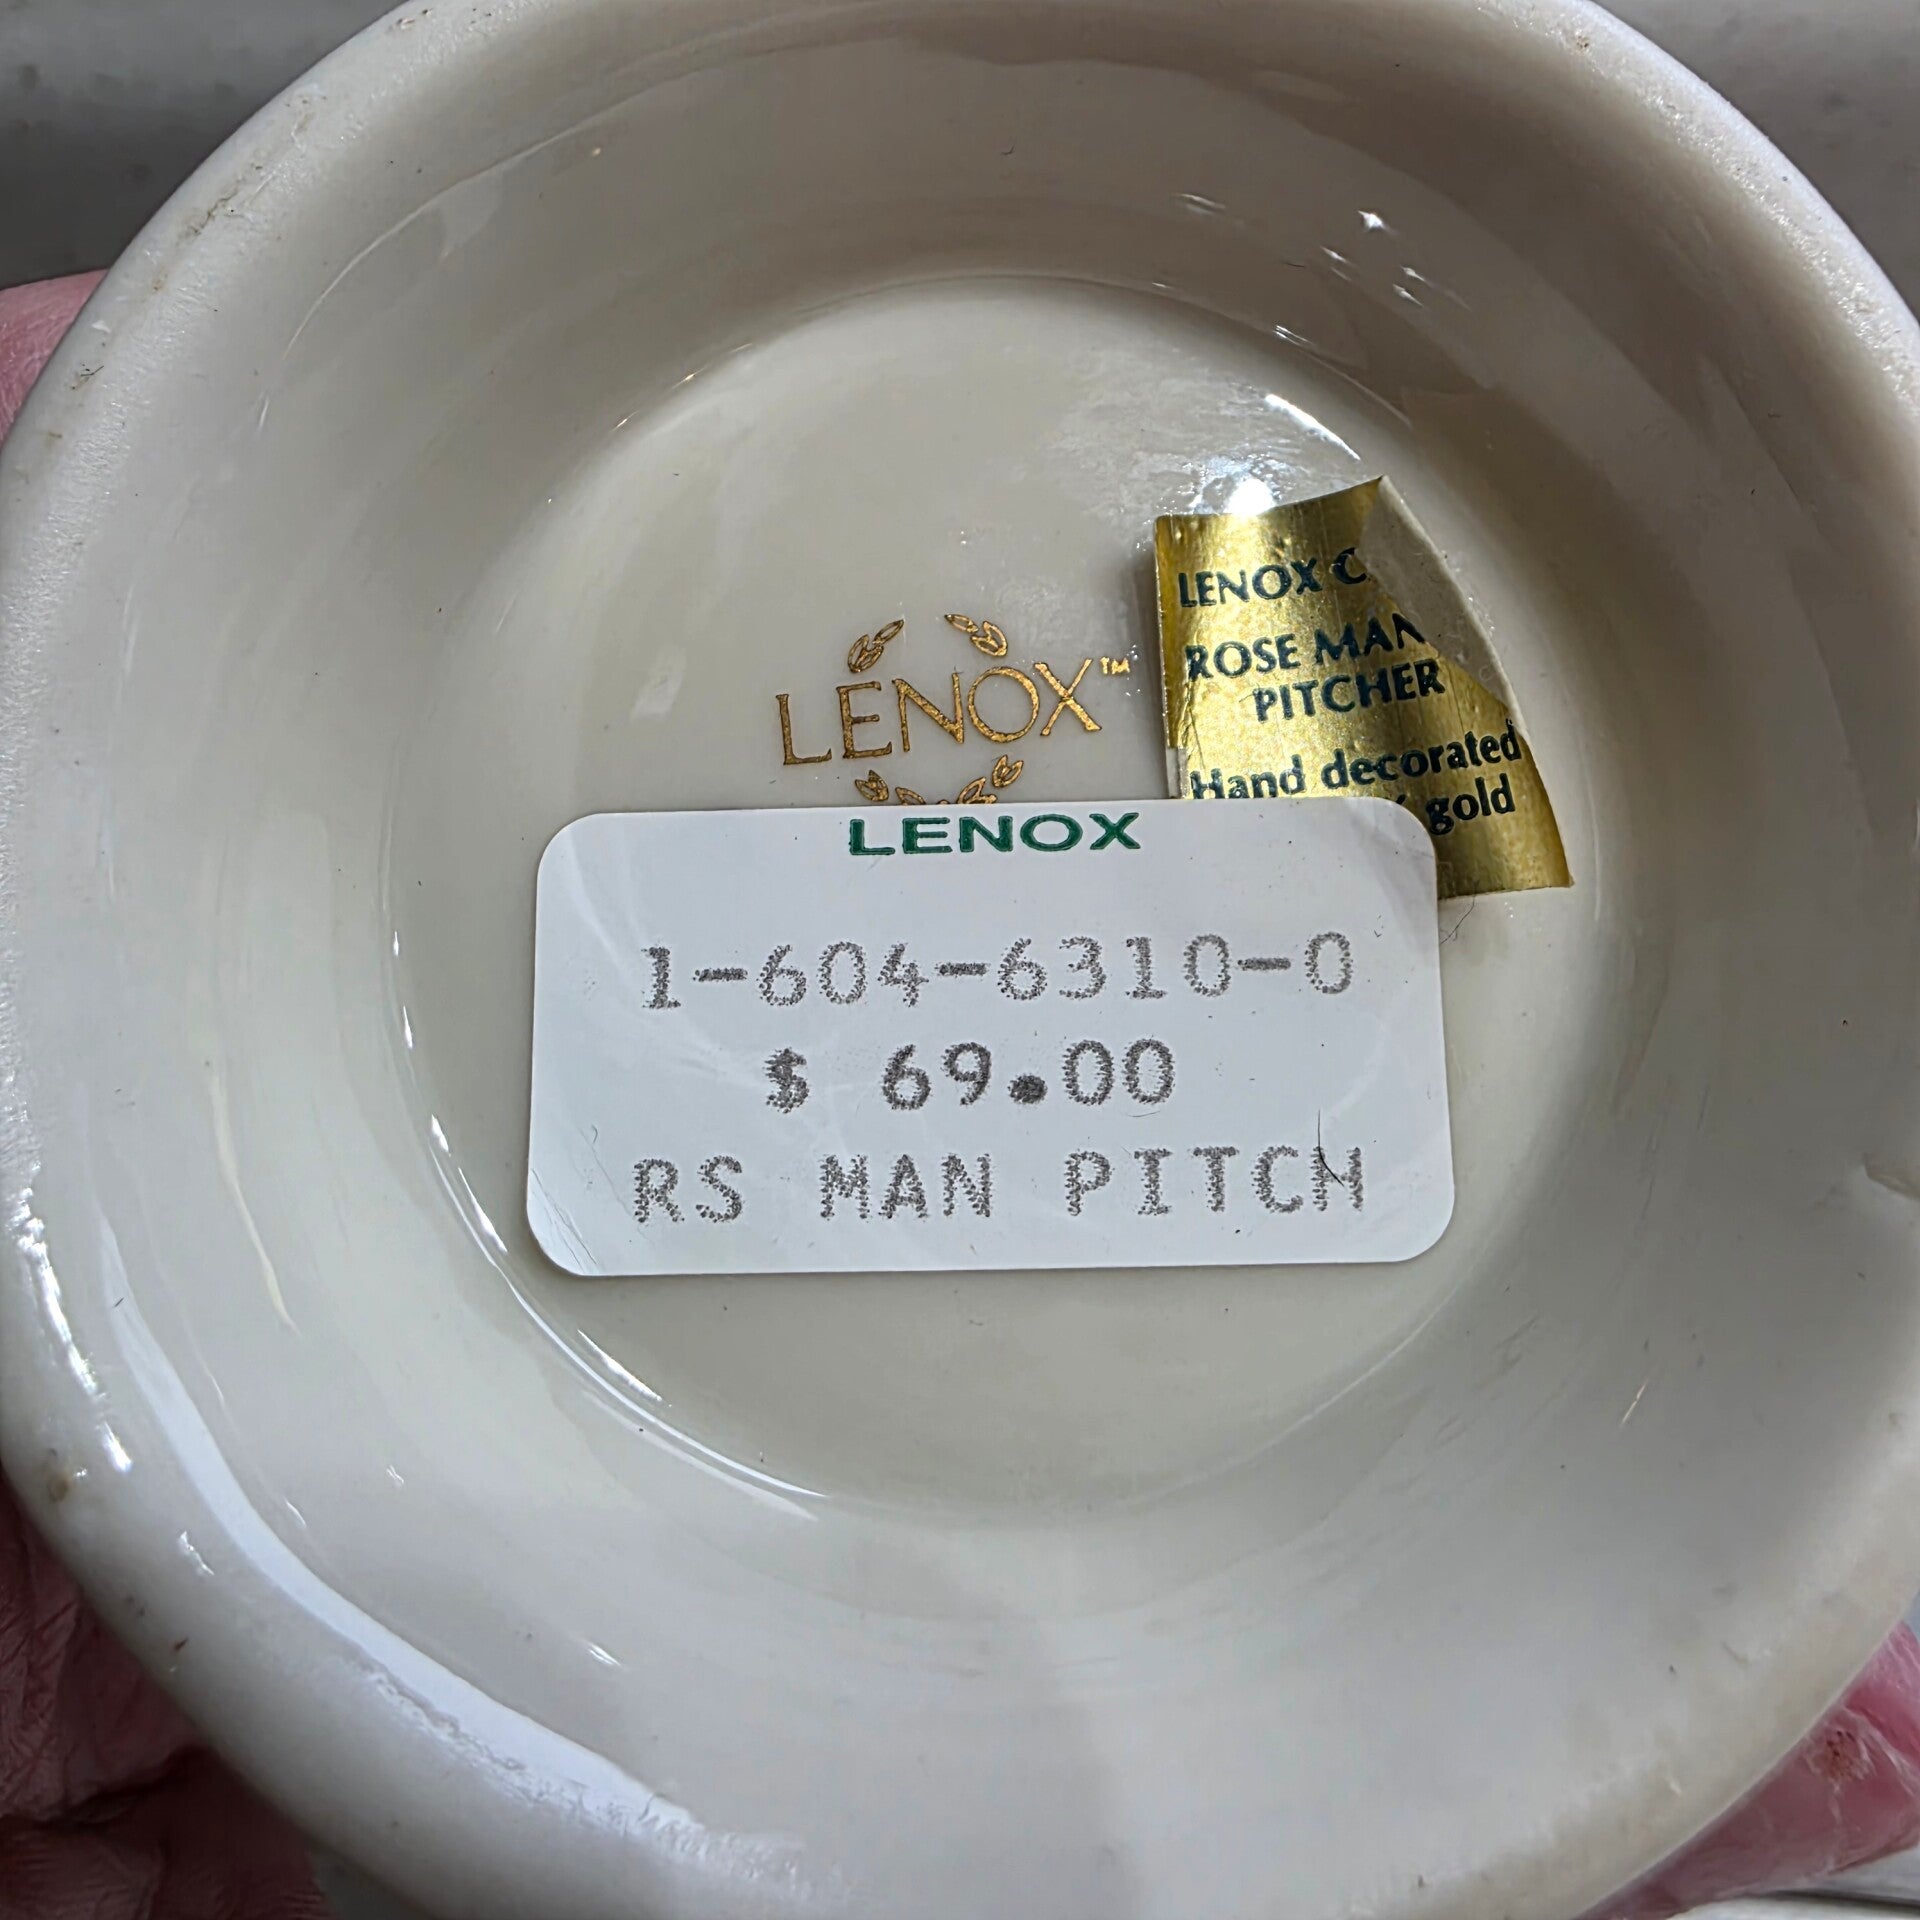 LENOX™
LENOX C
ROSE MAN
PITCHER
Hand decorated
gold
LENOX
1-604-6310-0
$ 69.00
RS MAN PITCH